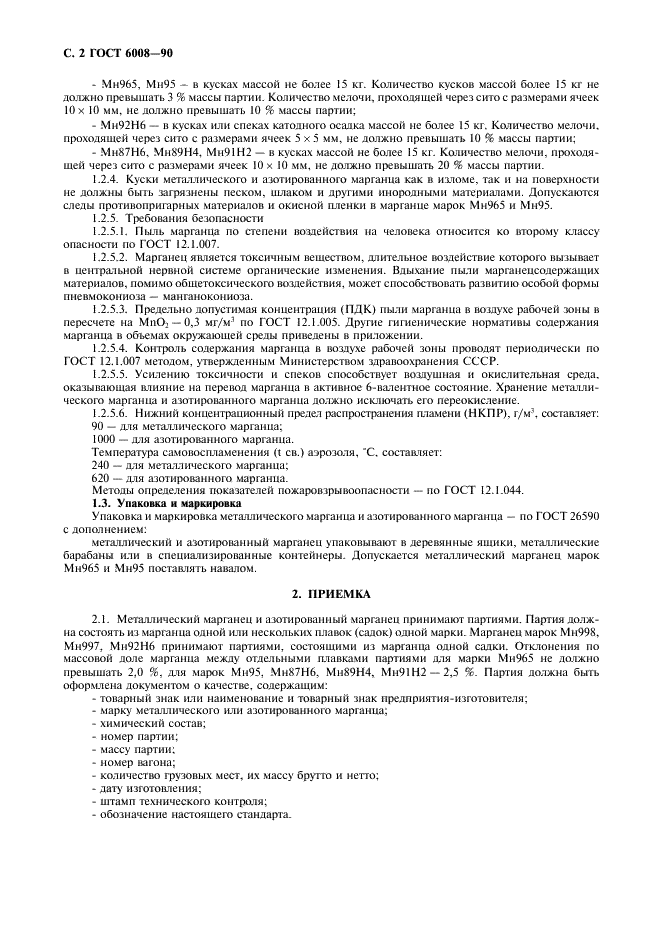 С. 2 ГОСТ 6008—90
- Мн965, Мн95 — в кусках массой не более 15 кг. Количество кусков массой более 15 кг не
должно превышать 3 % массы партии. Количество мелочи, проходящей через сито с размерами ячеек
10 × 10 мм, не должно превышать 10 % массы партии;
- Мн92Н6 — в кусках или спеках катодного осадка массой не более 15 кг. Количество мелочи,
проходящей через сито с размерами ячеек 5 × 5 мм, не должно превышать 10 % массы партии;
- Мн87Н6, Мн89Н4, Мн91Н2 — в кусках массой не более 15 кг. Количество мелочи, проходя-
щей через сито с размерами ячеек 10 × 10 мм, не должно превышать 20 % массы партии.
1.2.4. Куски металлического и азотированного марганца как в изломе, так и на поверхности
не должны быть загрязнены песком, шлаком и другими инородными материалами. Допускаются
следы противопригарных материалов и окисной пленки в марганце марок Мн965 и Мн95.
1.2.5. Требования безопасности
1.2.5.1. Пыль марганца по степени воздействия на человека относится ко второму классу
опасности по ГОСТ 12.1.007.
1.2.5.2. Марганец является токсичным веществом, длительное воздействие которого вызывает
в центральной нервной системе органические изменения. Вдыхание пыли марганецсодержащих
материалов, помимо общетоксического воздействия, может способствовать развитию особой формы
пневмокониоза — манганокониоза.
1.2.5.3. Предельно допустимая концентрация (ПДК) пыли марганца в воздухе рабочей зоны в
пересчете на MnO₂ — 0,3 мг/м³ по ГОСТ 12.1.005. Другие гигиенические нормативы содержания
марганца в объемах окружающей среды приведены в приложении.
1.2.5.4. Контроль содержания марганца в воздухе рабочей зоны проводят периодически по
ГОСТ 12.1.007 методом, утвержденным Министерством здравоохранения СССР.
1.2.5.5. Усилению токсичности и спеков способствует воздушная и окислительная среда,
оказывающая влияние на перевод марганца в активное 6-валентное состояние. Хранение металли-
ческого марганца и азотированного марганца должно исключать его переокисление.
1.2.5.6. Нижний концентрационный предел распространения пламени (НКПР), г/м³, составляет:
90 — для металлического марганца;
1000 — для азотированного марганца.
Температура самовоспламенения (t св.) аэрозоля, °С, составляет:
240 — для металлического марганца;
620 — для азотированного марганца.
Методы определения показателей пожаровзрывоопасности — по ГОСТ 12.1.044.
1.3. Упаковка и маркировка
Упаковка и маркировка металлического марганца и азотированного марганца — по ГОСТ 26590
с дополнением:
металлический и азотированный марганец упаковывают в деревянные ящики, металлические
барабаны или в специализированные контейнеры. Допускается металлический марганец марок
Мн965 и Мн95 поставлять навалом.
2. ПРИЕМКА
2.1. Металлический марганец и азотированный марганец принимают партиями. Партия долж-
на состоять из марганца одной или нескольких плавок (садок) одной марки. Марганец марок Мн998,
Мн997, Мн92Н6 принимают партиями, состоящими из марганца одной садки. Отклонения по
массовой доле марганца между отдельными плавками партиями для марки Мн965 не должно
превышать 2,0 %, для марок Мн95, Мн87Н6, Мн89Н4, Мн91Н2 — 2,5 %. Партия должна быть
оформлена документом о качестве, содержащим:
- товарный знак или наименование и товарный знак предприятия-изготовителя;
- марку металлического или азотированного марганца;
- химический состав;
- номер партии;
- массу партии;
- номер вагона;
- количество грузовых мест, их массу брутто и нетто;
- дату изготовления;
- штамп технического контроля;
- обозначение настоящего стандарта.